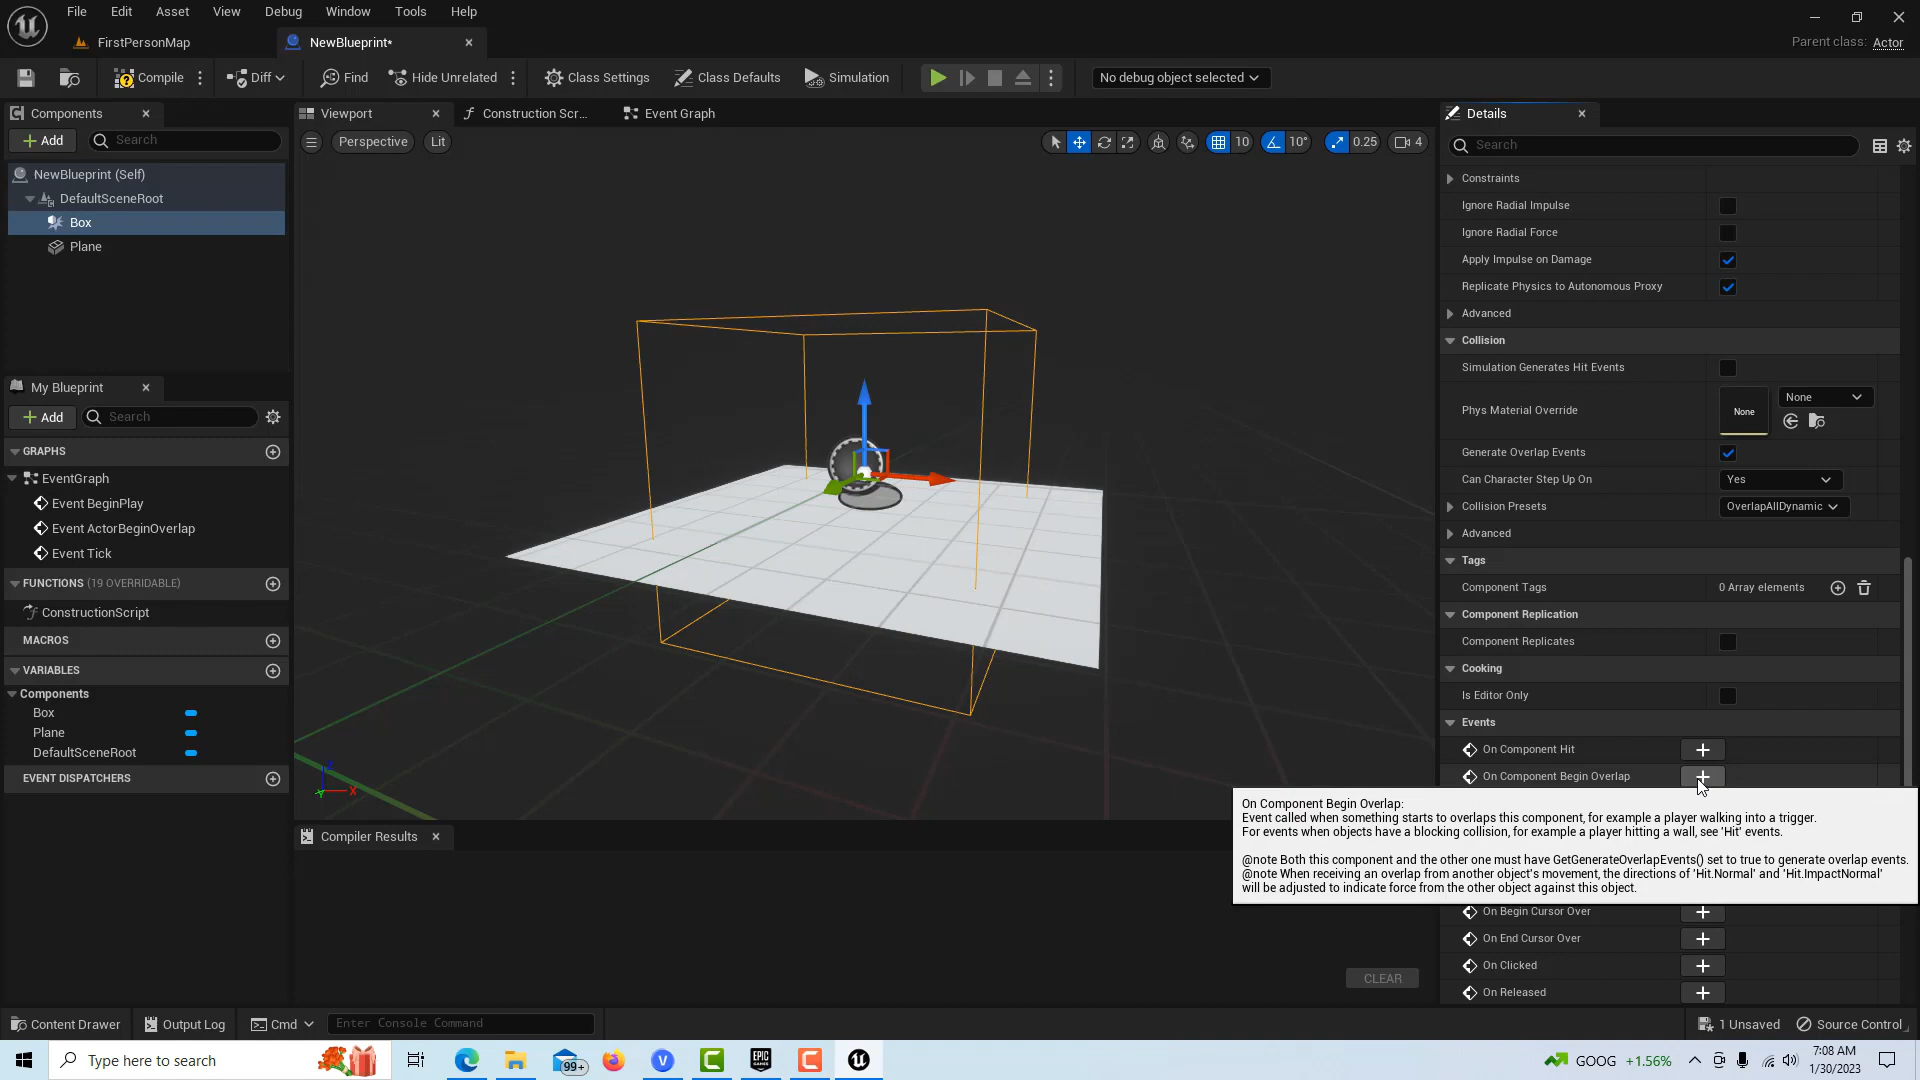 File Edit Asset View Debug Window Tools Help
FirstPersonMap
NewBlueprint*
Parent class: Actor
Compile
Diff
Find
Hide Unrelated
Class Settings
Class Defaults
Simulation
No debug object selected
Components
Add
Search
NewBlueprint (Self)
DefaultSceneRoot
Box
Plane
My Blueprint
Add
Search
GRAPHS
EventGraph
Event BeginPlay
Event ActorBeginOverlap
Event Tick
FUNCTIONS (19 OVERRIDABLE)
ConstructionScript
MACROS
VARIABLES
Components
Box
Plane
DefaultSceneRoot
EVENT DISPATCHERS
Viewport
Construction Scr...
Event Graph
Perspective
Lit
10
10°
0.25
4
Z
X
Y
Compiler Results
CLEAR
Details
Search
Constraints
Ignore Radial Impulse
Ignore Radial Force
Apply Impulse on Damage
Replicate Physics to Autonomous Proxy
Advanced
Collision
Simulation Generates Hit Events
Phys Material Override
None
None
Generate Overlap Events
Can Character Step Up On
Yes
Collision Presets
OverlapAllDynamic
Advanced
Tags
Component Tags
0 Array elements
Component Replication
Component Replicates
Cooking
Is Editor Only
Events
On Component Hit
On Component Begin Overlap
On Component Begin Overlap:
Event called when something starts to overlaps this component, for example a player walking into a trigger.
For events when objects have a blocking collision, for example a player hitting a wall, see 'Hit' events.
@note Both this component and the other one must have GetGenerateOverlapEvents() set to true to generate overlap events.
@note When receiving an overlap from another object's movement, the directions of 'Hit.Normal' and 'Hit.ImpactNormal'
will be adjusted to indicate force from the other object against this object.
On Begin Cursor Over
On End Cursor Over
On Clicked
On Released
Content Drawer
Output Log
Cmd
Enter Console Command
1 Unsaved
Source Control
Type here to search
99+
V
EPIC
GAMES
GOOG +1.56%
7:08 AM
1/30/2023